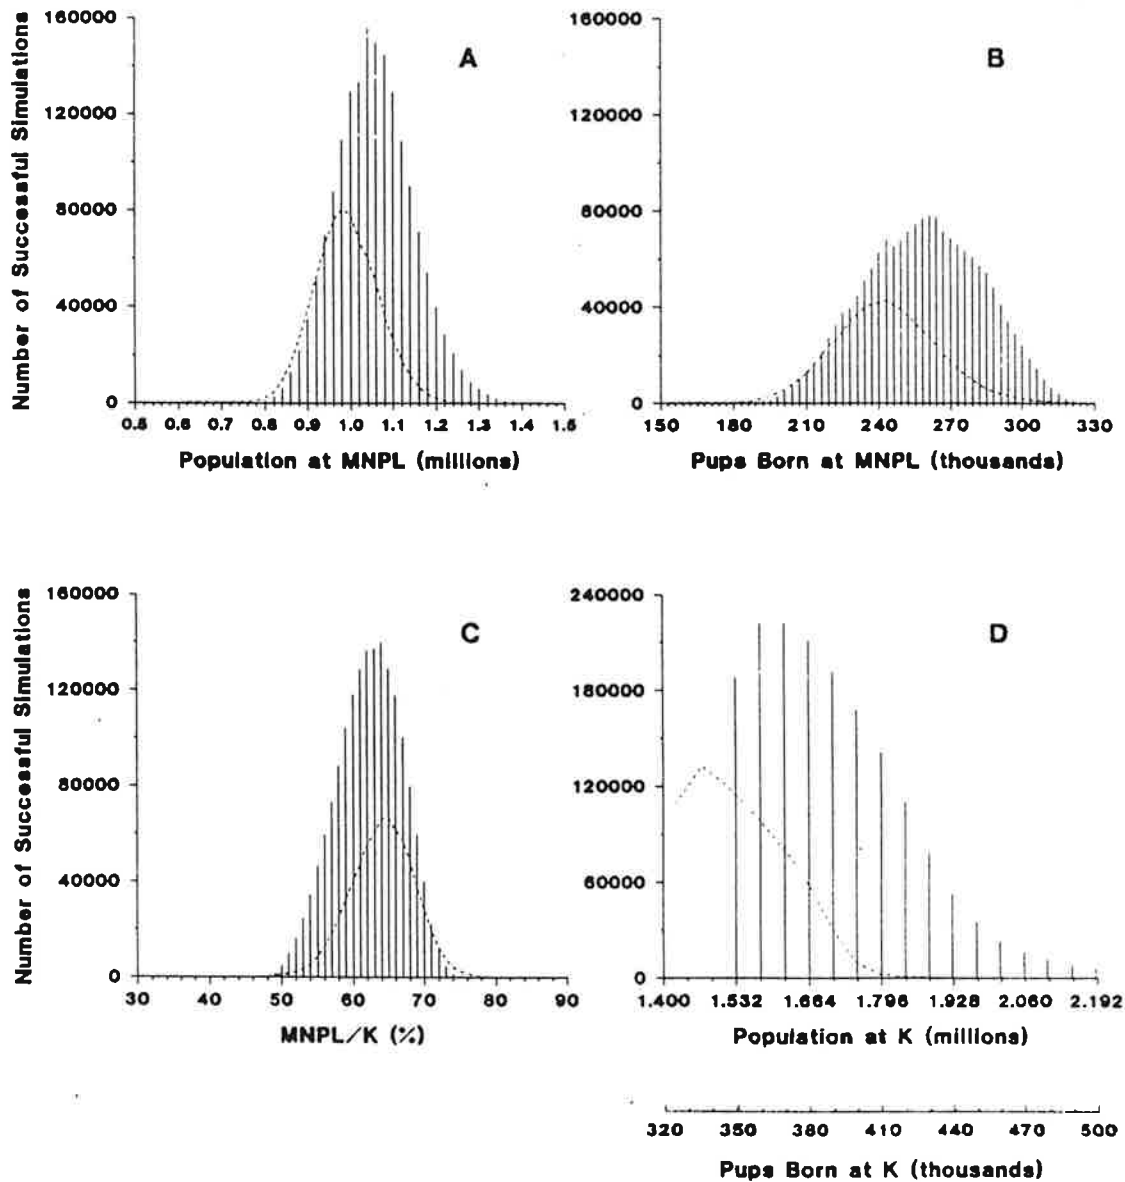 Number of Successful Simulations
160000
120000
80000
40000
0
A
0.5 0.6 0.7 0.8 0.9 1.0 1.1 1.2 1.3 1.4 1.5
Population at MNPL (millions)
160000
120000
80000
40000
0
B
150 180 210 240 270 300 330
Pups Born at MNPL (thousands)
Number of Successful Simulations
160000
120000
80000
40000
0
C
30 40 50 60 70 80 90
MNPL/K (%)
240000
180000
120000
60000
0
D
1.400 1.532 1.664 1.796 1.928 2.060 2.192
Population at K (millions)
320 350 380 410 440 470 500
Pups Born at K (thousands)